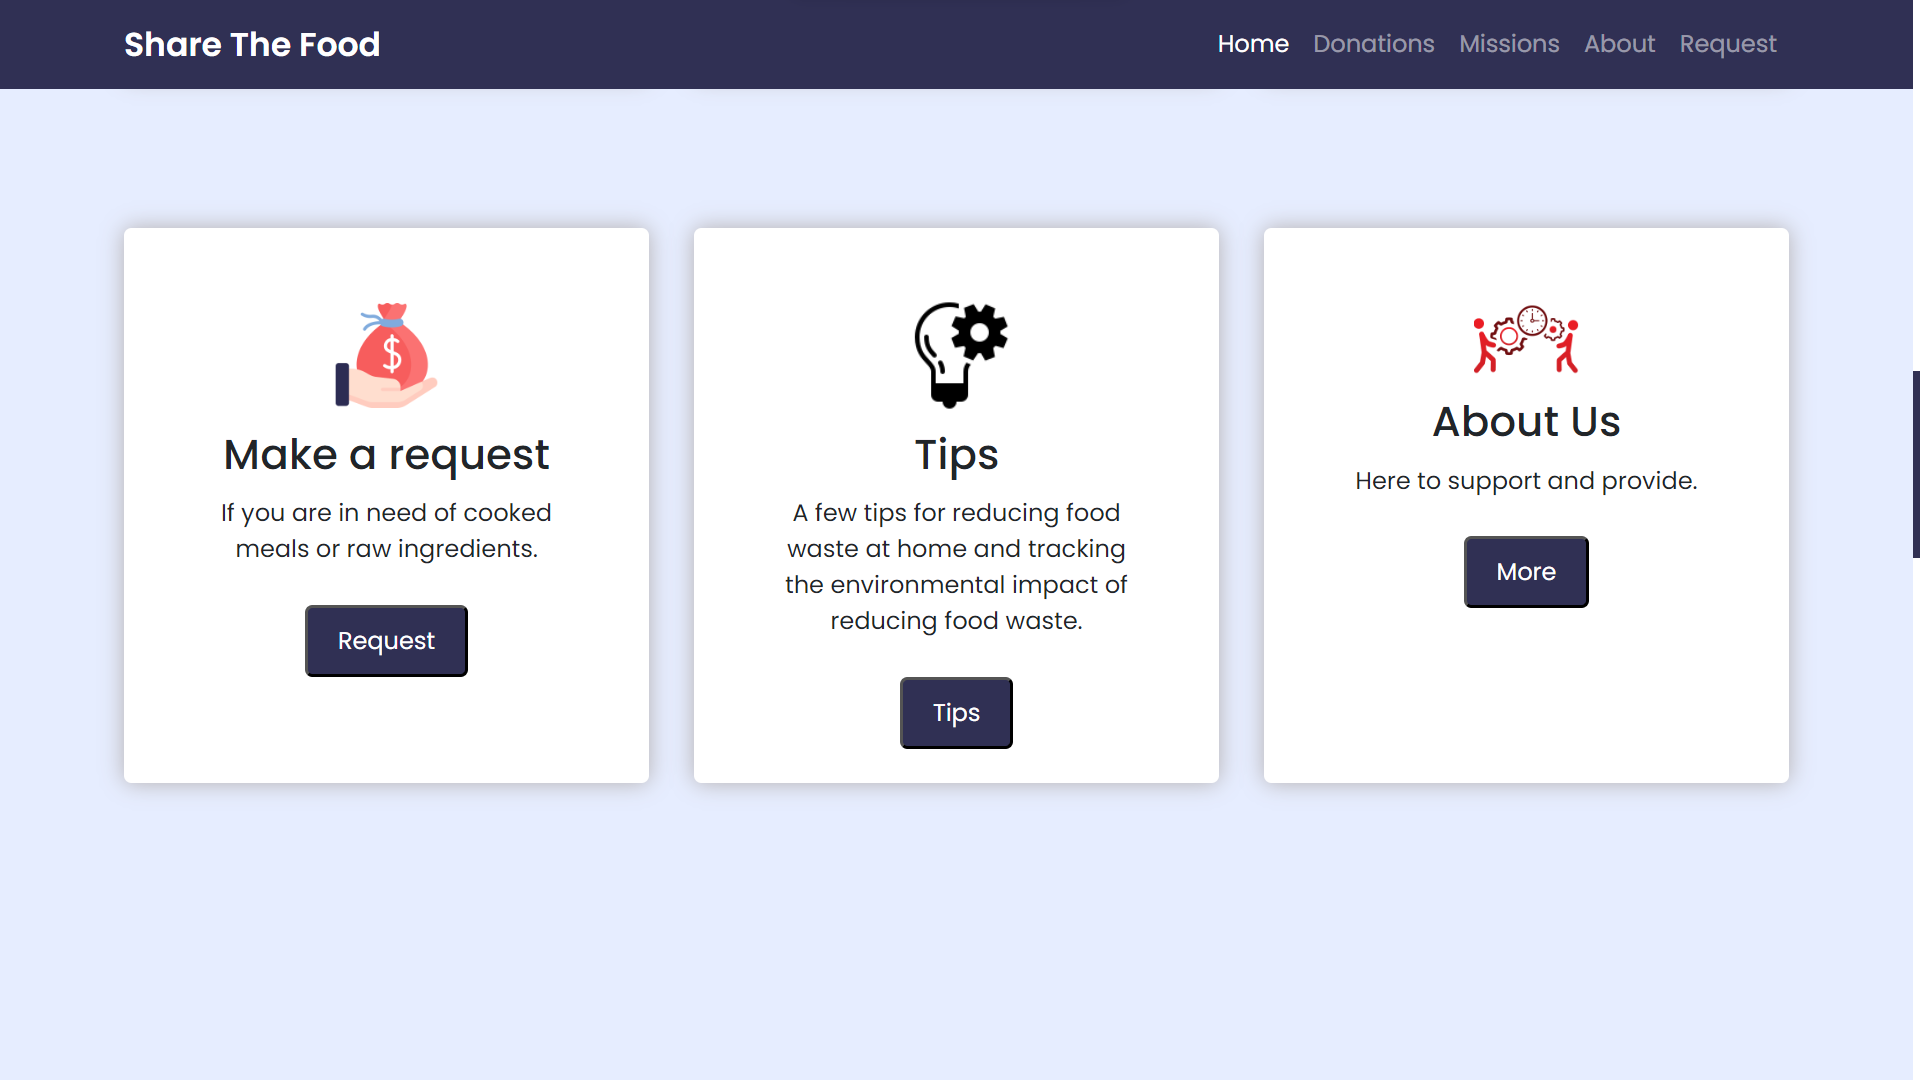 Share The Food
Home Donations Missions About Request
$
Make a request
If you are in need of cooked
meals or raw ingredients.
Request
Tips
A few tips for reducing food
waste at home and tracking
the environmental impact of
reducing food waste.
Tips
About Us
Here to support and provide.
More